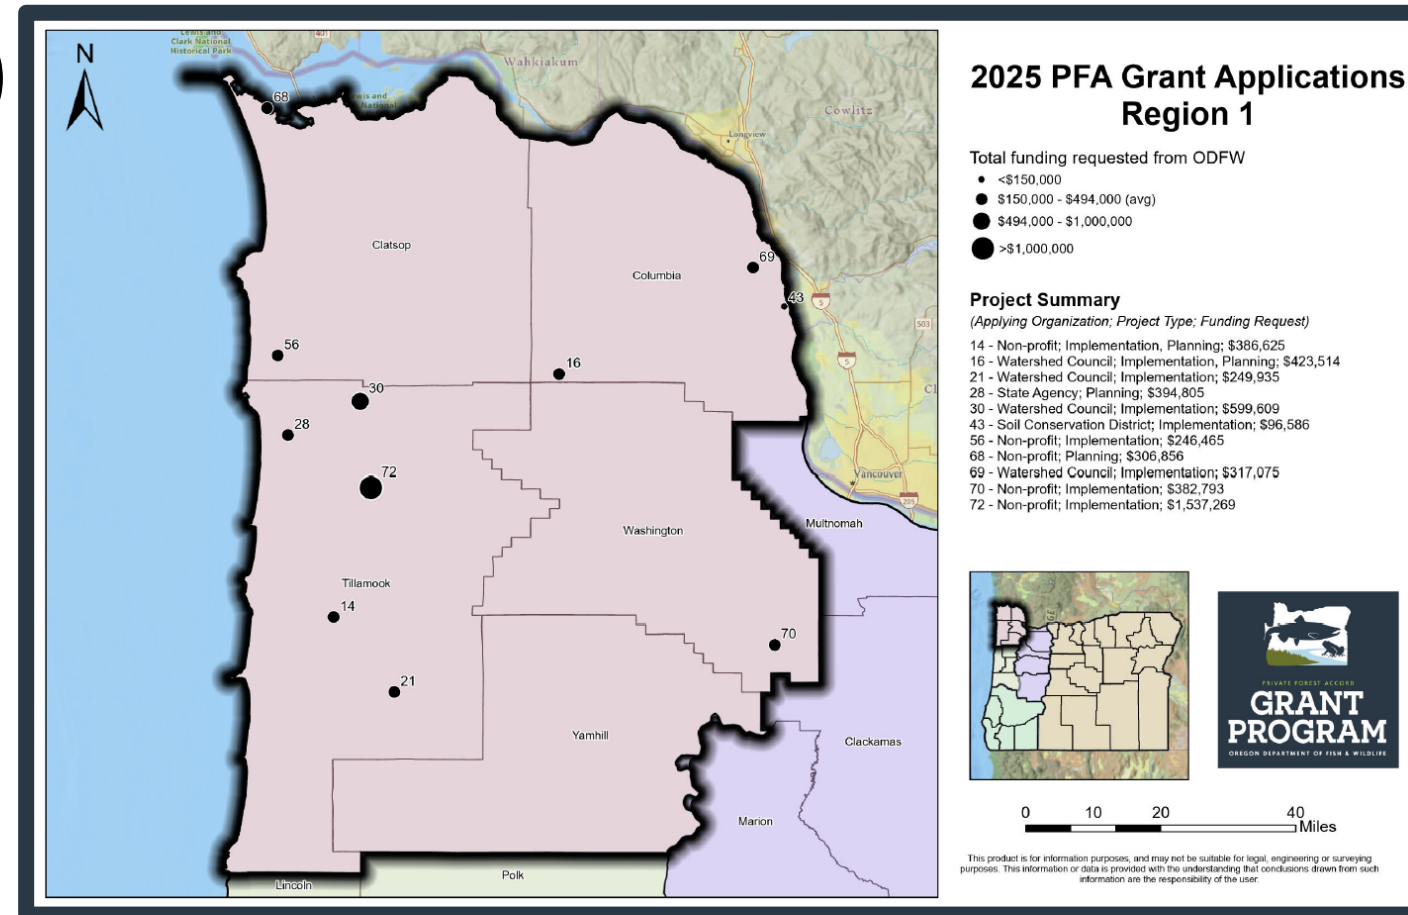 Lewis and
Clark National
Historical Park
401
N
Wahkiakum
68
Cowlitz
Longview
Clatsop
Columbia
69
43
5
503
5
56
16
30
28
72
Vancouver
205
Washington
Multnomah
Tillamook
14
70
21
Yamhill
Clackamas
Marion
Polk
Lincoln
2025 PFA Grant Applications
Region 1
Total funding requested from ODFW
<$150,000
$150,000 - $494,000 (avg)
$494,000 - $1,000,000
>$1,000,000
Project Summary
(Applying Organization; Project Type; Funding Request)
14 - Non-profit; Implementation, Planning; $386,625
16 - Watershed Council; Implementation, Planning; $423,514
21 - Watershed Council; Implementation; $249,935
28 - State Agency; Planning; $394,805
30 - Watershed Council; Implementation; $599,609
43 - Soil Conservation District; Implementation; $96,586
56 - Non-profit; Implementation; $246,465
68 - Non-profit; Planning; $306,856
69 - Watershed Council; Implementation; $317,075
70 - Non-profit; Implementation; $382,793
72 - Non-profit; Implementation; $1,537,269
PRIVATE FOREST ACCORD
GRANT
PROGRAM
OREGON DEPARTMENT OF FISH & WILDLIFE
0 10 20 40
Miles
This product is for information purposes, and may not be suitable for legal, engineering or surveying
purposes. This information or data is provided with the understanding that conclusions drawn from such
information are the responsibility of the user.